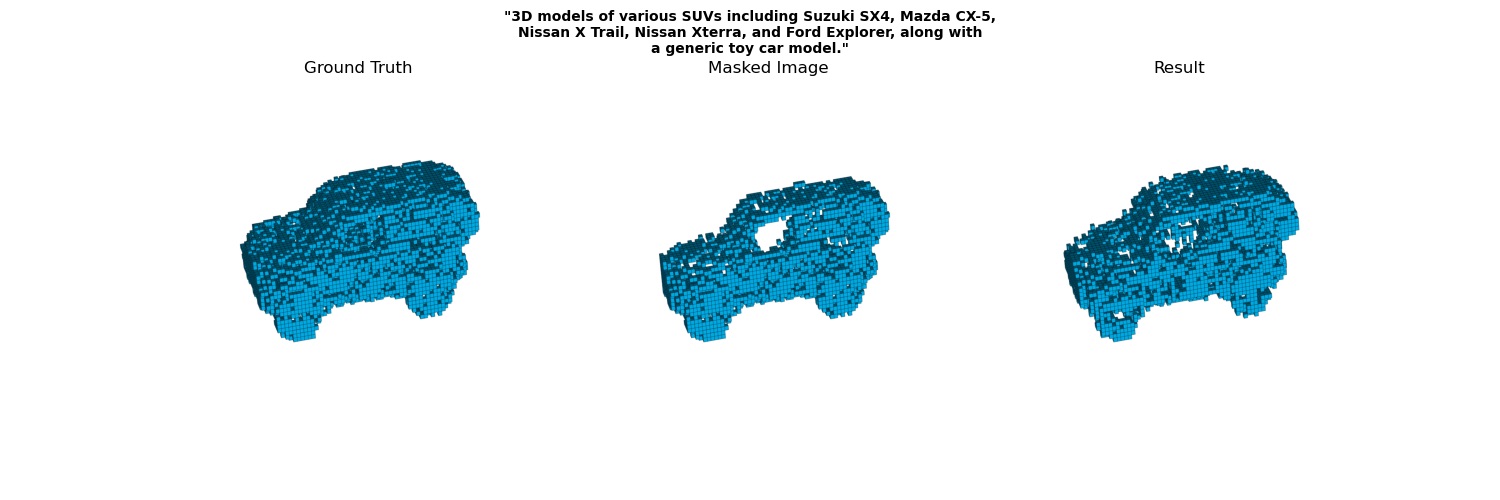 "3D models of various SUVs including Suzuki SX4, Mazda CX-5,
Nissan X Trail, Nissan Xterra, and Ford Explorer, along with
a generic toy car model."
Ground Truth
Masked Image
Result